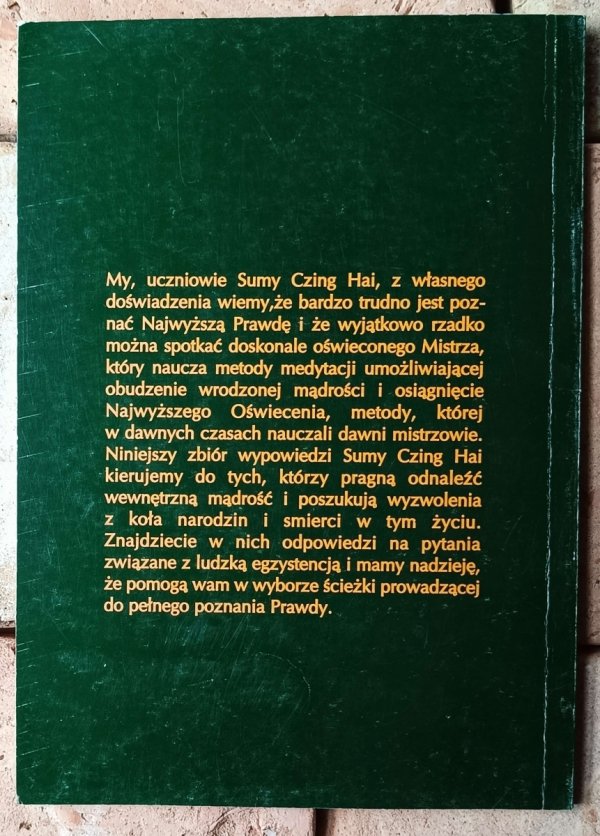 My, uczniowie Sumy Czing Hai, z własnego
doświadzenia wiemy,że bardzo trudno jest poz-
nać Najwyższą Prawdę i że wyjątkowo rzadko
można spotkać doskonale oświeconego Mistrza,
który naucza metody medytacji umożliwiającej
obudzenie wrodzonej mądrości i osiągnięcie
Najwyższego Oświecenia, metody, której
w dawnych czasach nauczali dawni mistrzowie.
Niniejszy zbiór wypowiedzi Sumy Czing Hai
kierujemy do tych, którzy pragną odnaleźć
wewnętrzną mądrość i poszukują wyzwolenia
z koła narodzin i smierci w tym życiu.
Znajdziecie w nich odpowiedzi na pytania
związane z ludzką egzystencją i mamy nadzieję,
że pomogą wam w wyborze ścieżki prowadzącej
do pełnego poznania Prawdy.